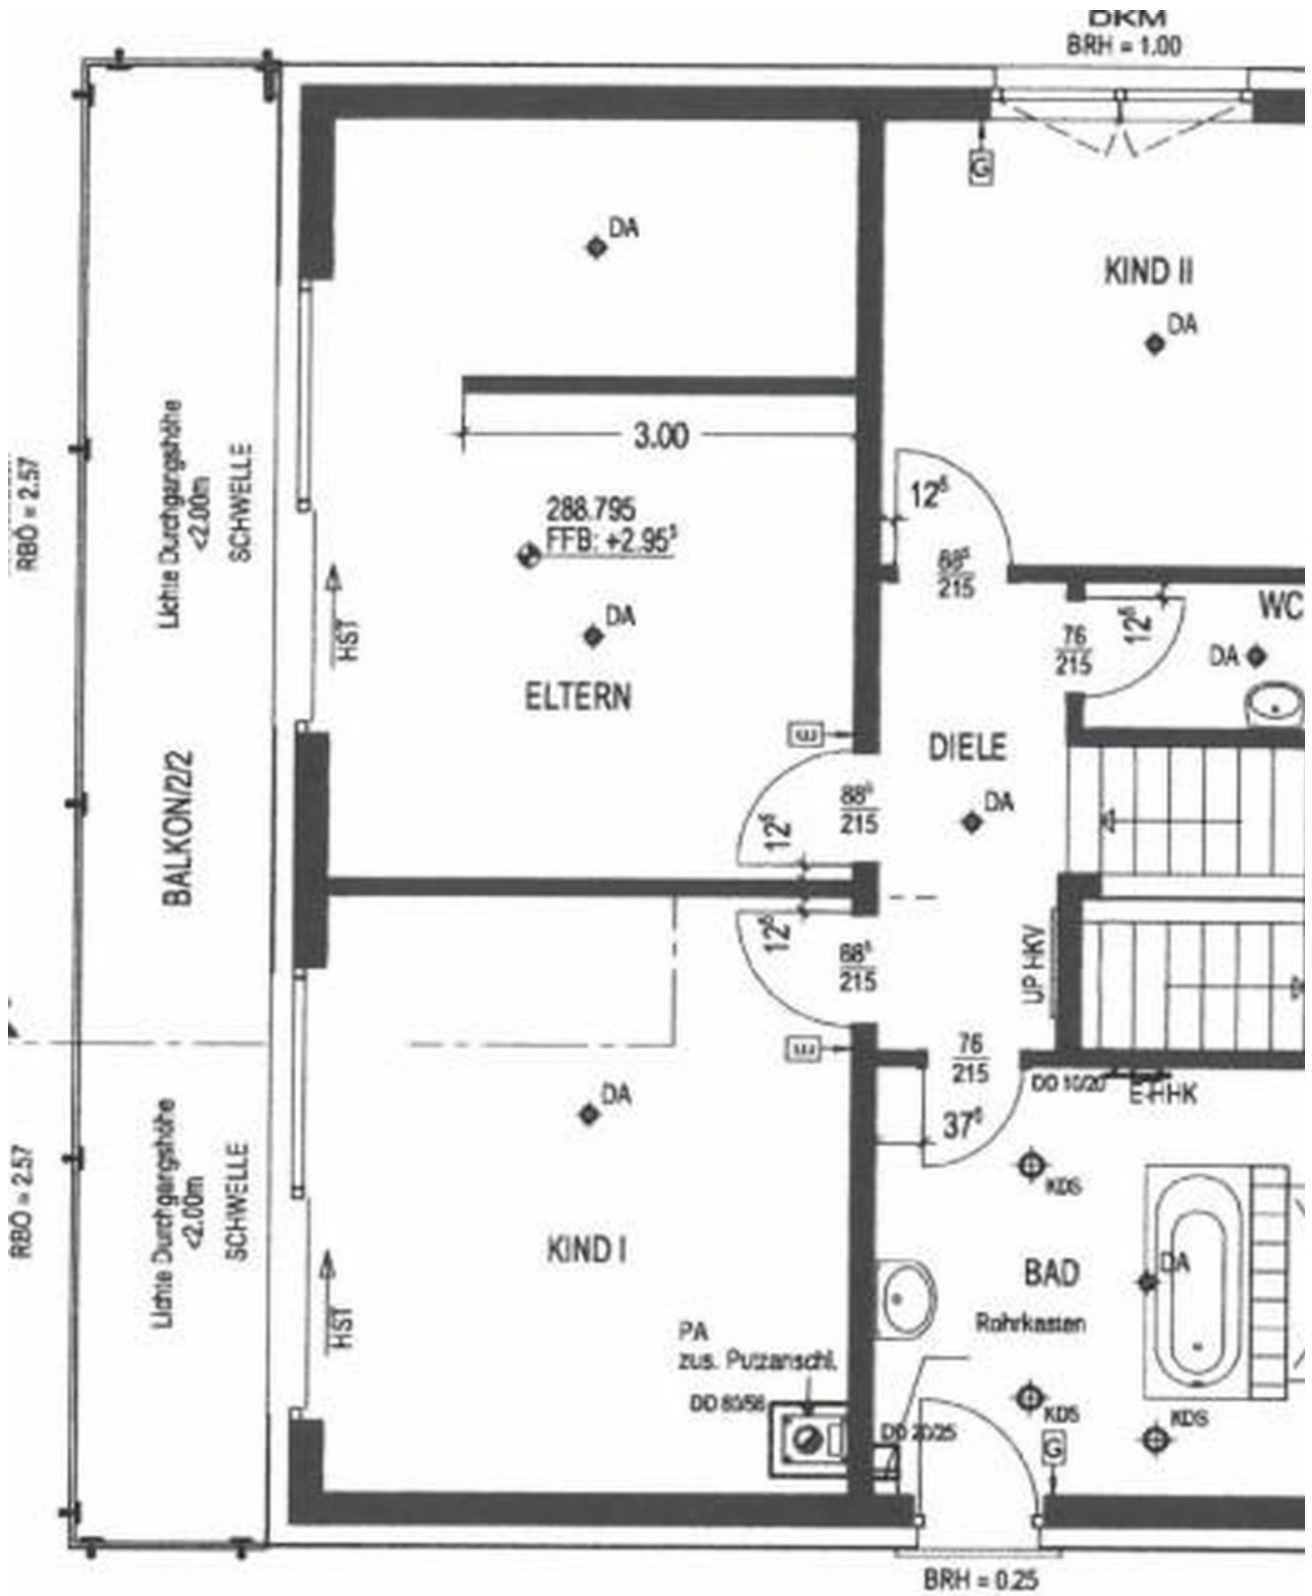 DKM
BRH = 1.00
G
DA
KIND II
DA
3.00
RBO = 2.57
Lichte Durchgangshöhe
<2.00m
SCHWELLE
288.795
FFB: +2.95⁵
12⁵
88⁵
215
HST
DA
ELTERN
WC
12⁵
76
215
DA
E
DIELE
BALKON/2/2
88⁵
215
12⁵
DA
12⁵
88⁵
215
UP HKV
E
76
215
DD 10/20
E-HHK
37⁵
DA
KDS
RBO = 2.57
Lichte Durchgangshöhe
<2.00m
SCHWELLE
KIND I
BAD
DA
Rohrkasten
HST
PA
zus. Putzanschl.
KDS
KDS
DD 20/25
G
BRH = 0.25